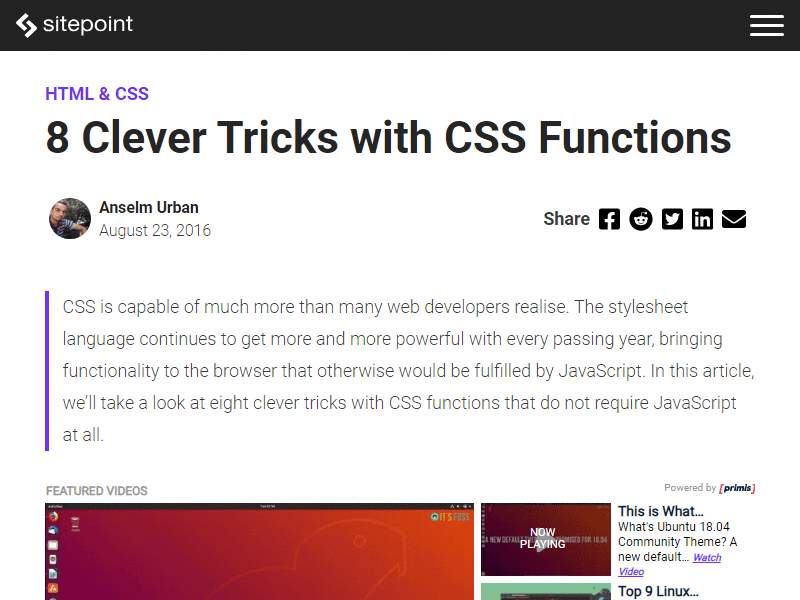 sitepoint
HTML & CSS
8 Clever Tricks with CSS Functions
Anselm Urban
August 23, 2016
Share
CSS is capable of much more than many web developers realise. The stylesheet
language continues to get more and more powerful with every passing year, bringing
functionality to the browser that otherwise would be fulfilled by JavaScript. In this article,
we’ll take a look at eight clever tricks with CSS functions that do not require JavaScript
at all.
FEATURED VIDEOS
Powered by [primis]
IT'S FOSS
NOW
PLAYING
This is What...
What's Ubuntu 18.04
Community Theme? A
new default... Watch
Video
Top 9 Linux...